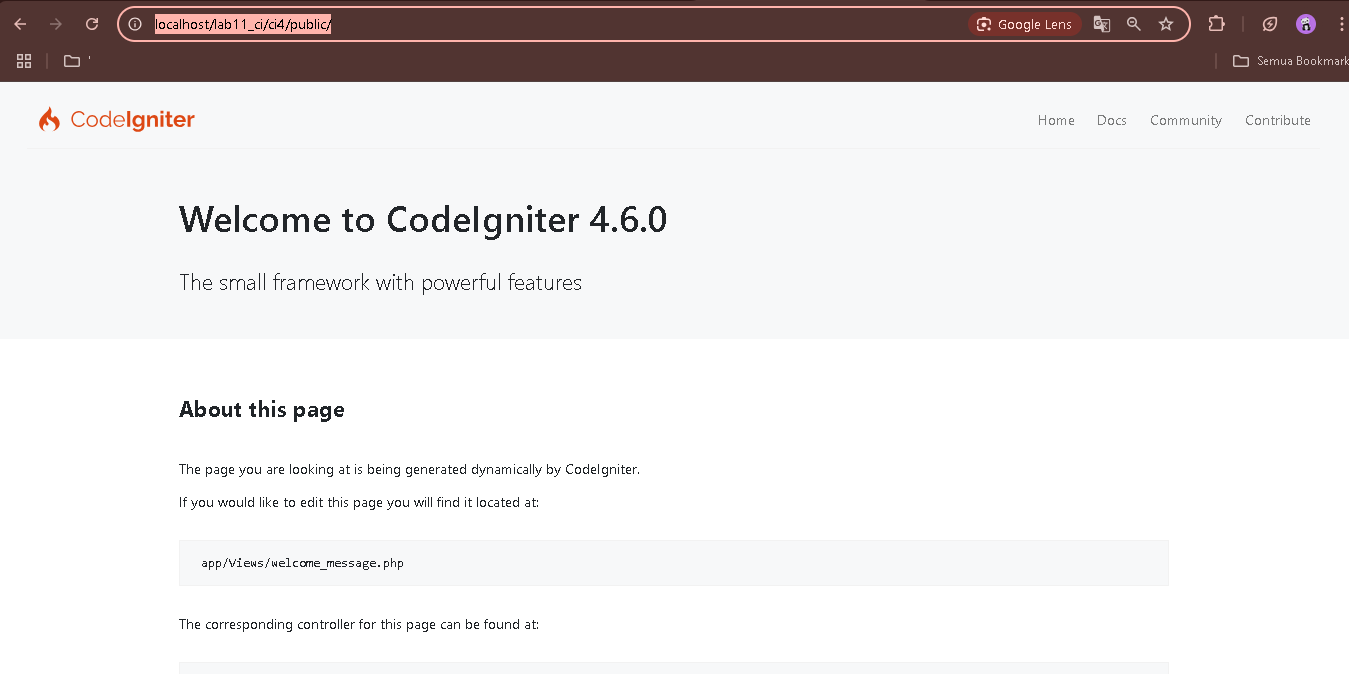 localhost/lab11_ci/ci4/public/
Google Lens
'
Semua Bookmark
CodeIgniter
Home Docs Community Contribute
Welcome to CodeIgniter 4.6.0
The small framework with powerful features
About this page
The page you are looking at is being generated dynamically by CodeIgniter.
If you would like to edit this page you will find it located at:
app/Views/welcome_message.php
The corresponding controller for this page can be found at: